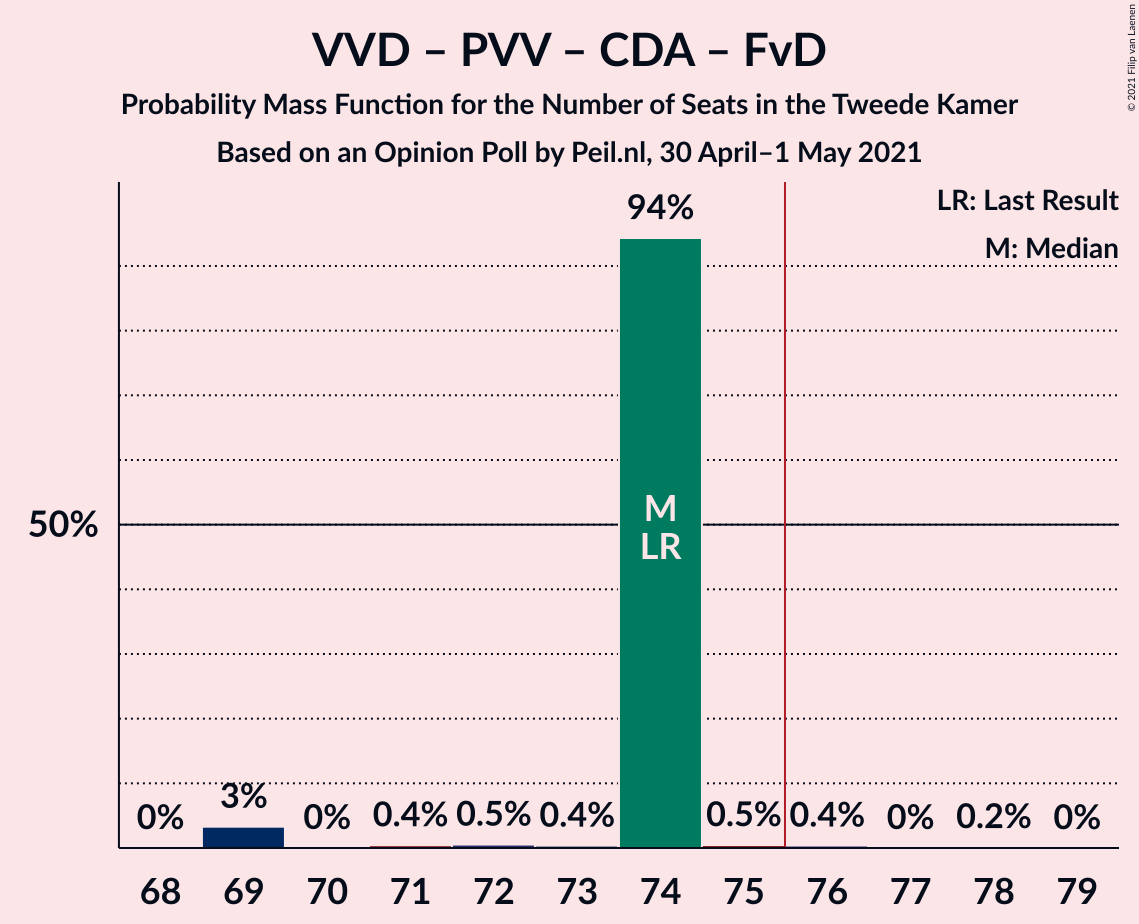 VVD – PVV – CDA – FvD
Probability Mass Function for the Number of Seats in the Tweede Kamer
Based on an Opinion Poll by Peil.nl, 30 April–1 May 2021
© 2021 Filip van Laenen
LR: Last Result
M: Median
94%
50%
M
LR
0% 3% 0% 0.4% 0.5% 0.4% 0.5% 0.4% 0% 0.2% 0%
68 69 70 71 72 73 74 75 76 77 78 79